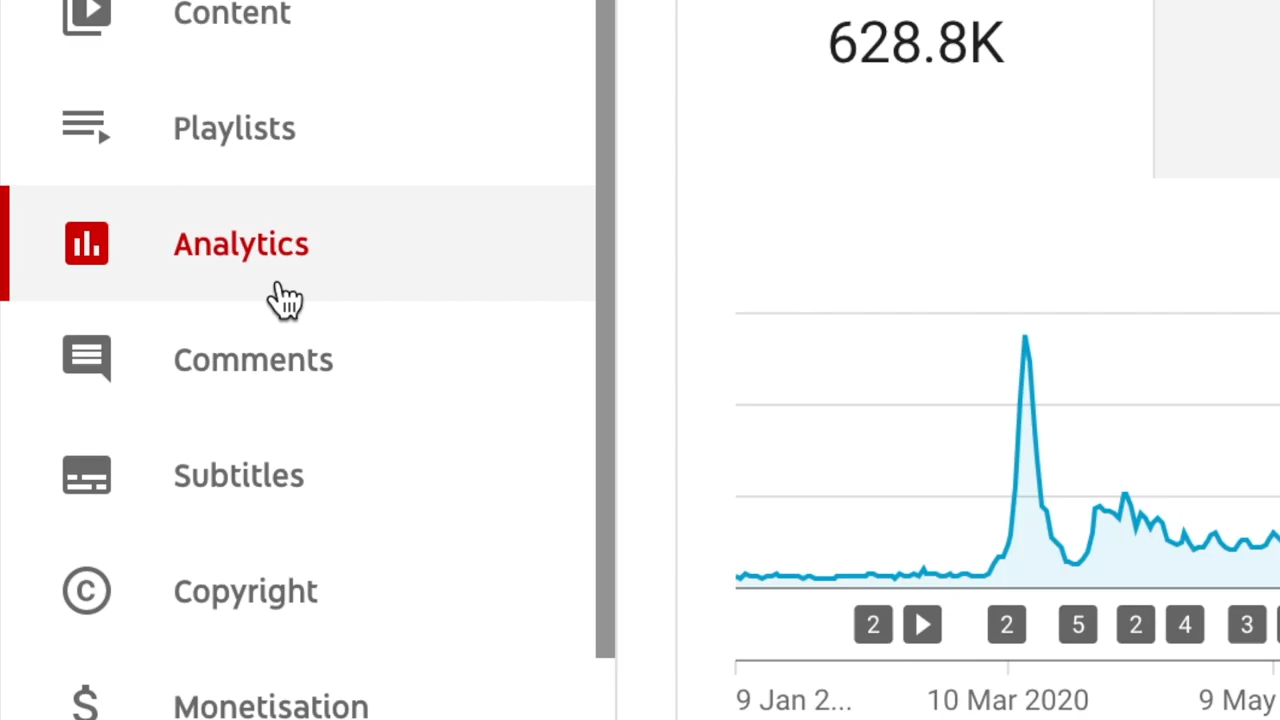 Content
Playlists
Analytics
Comments
Subtitles
Copyright
Monetisation
628.8K
2 2 5 2 4 3
9 Jan 2... 10 Mar 2020 9 May